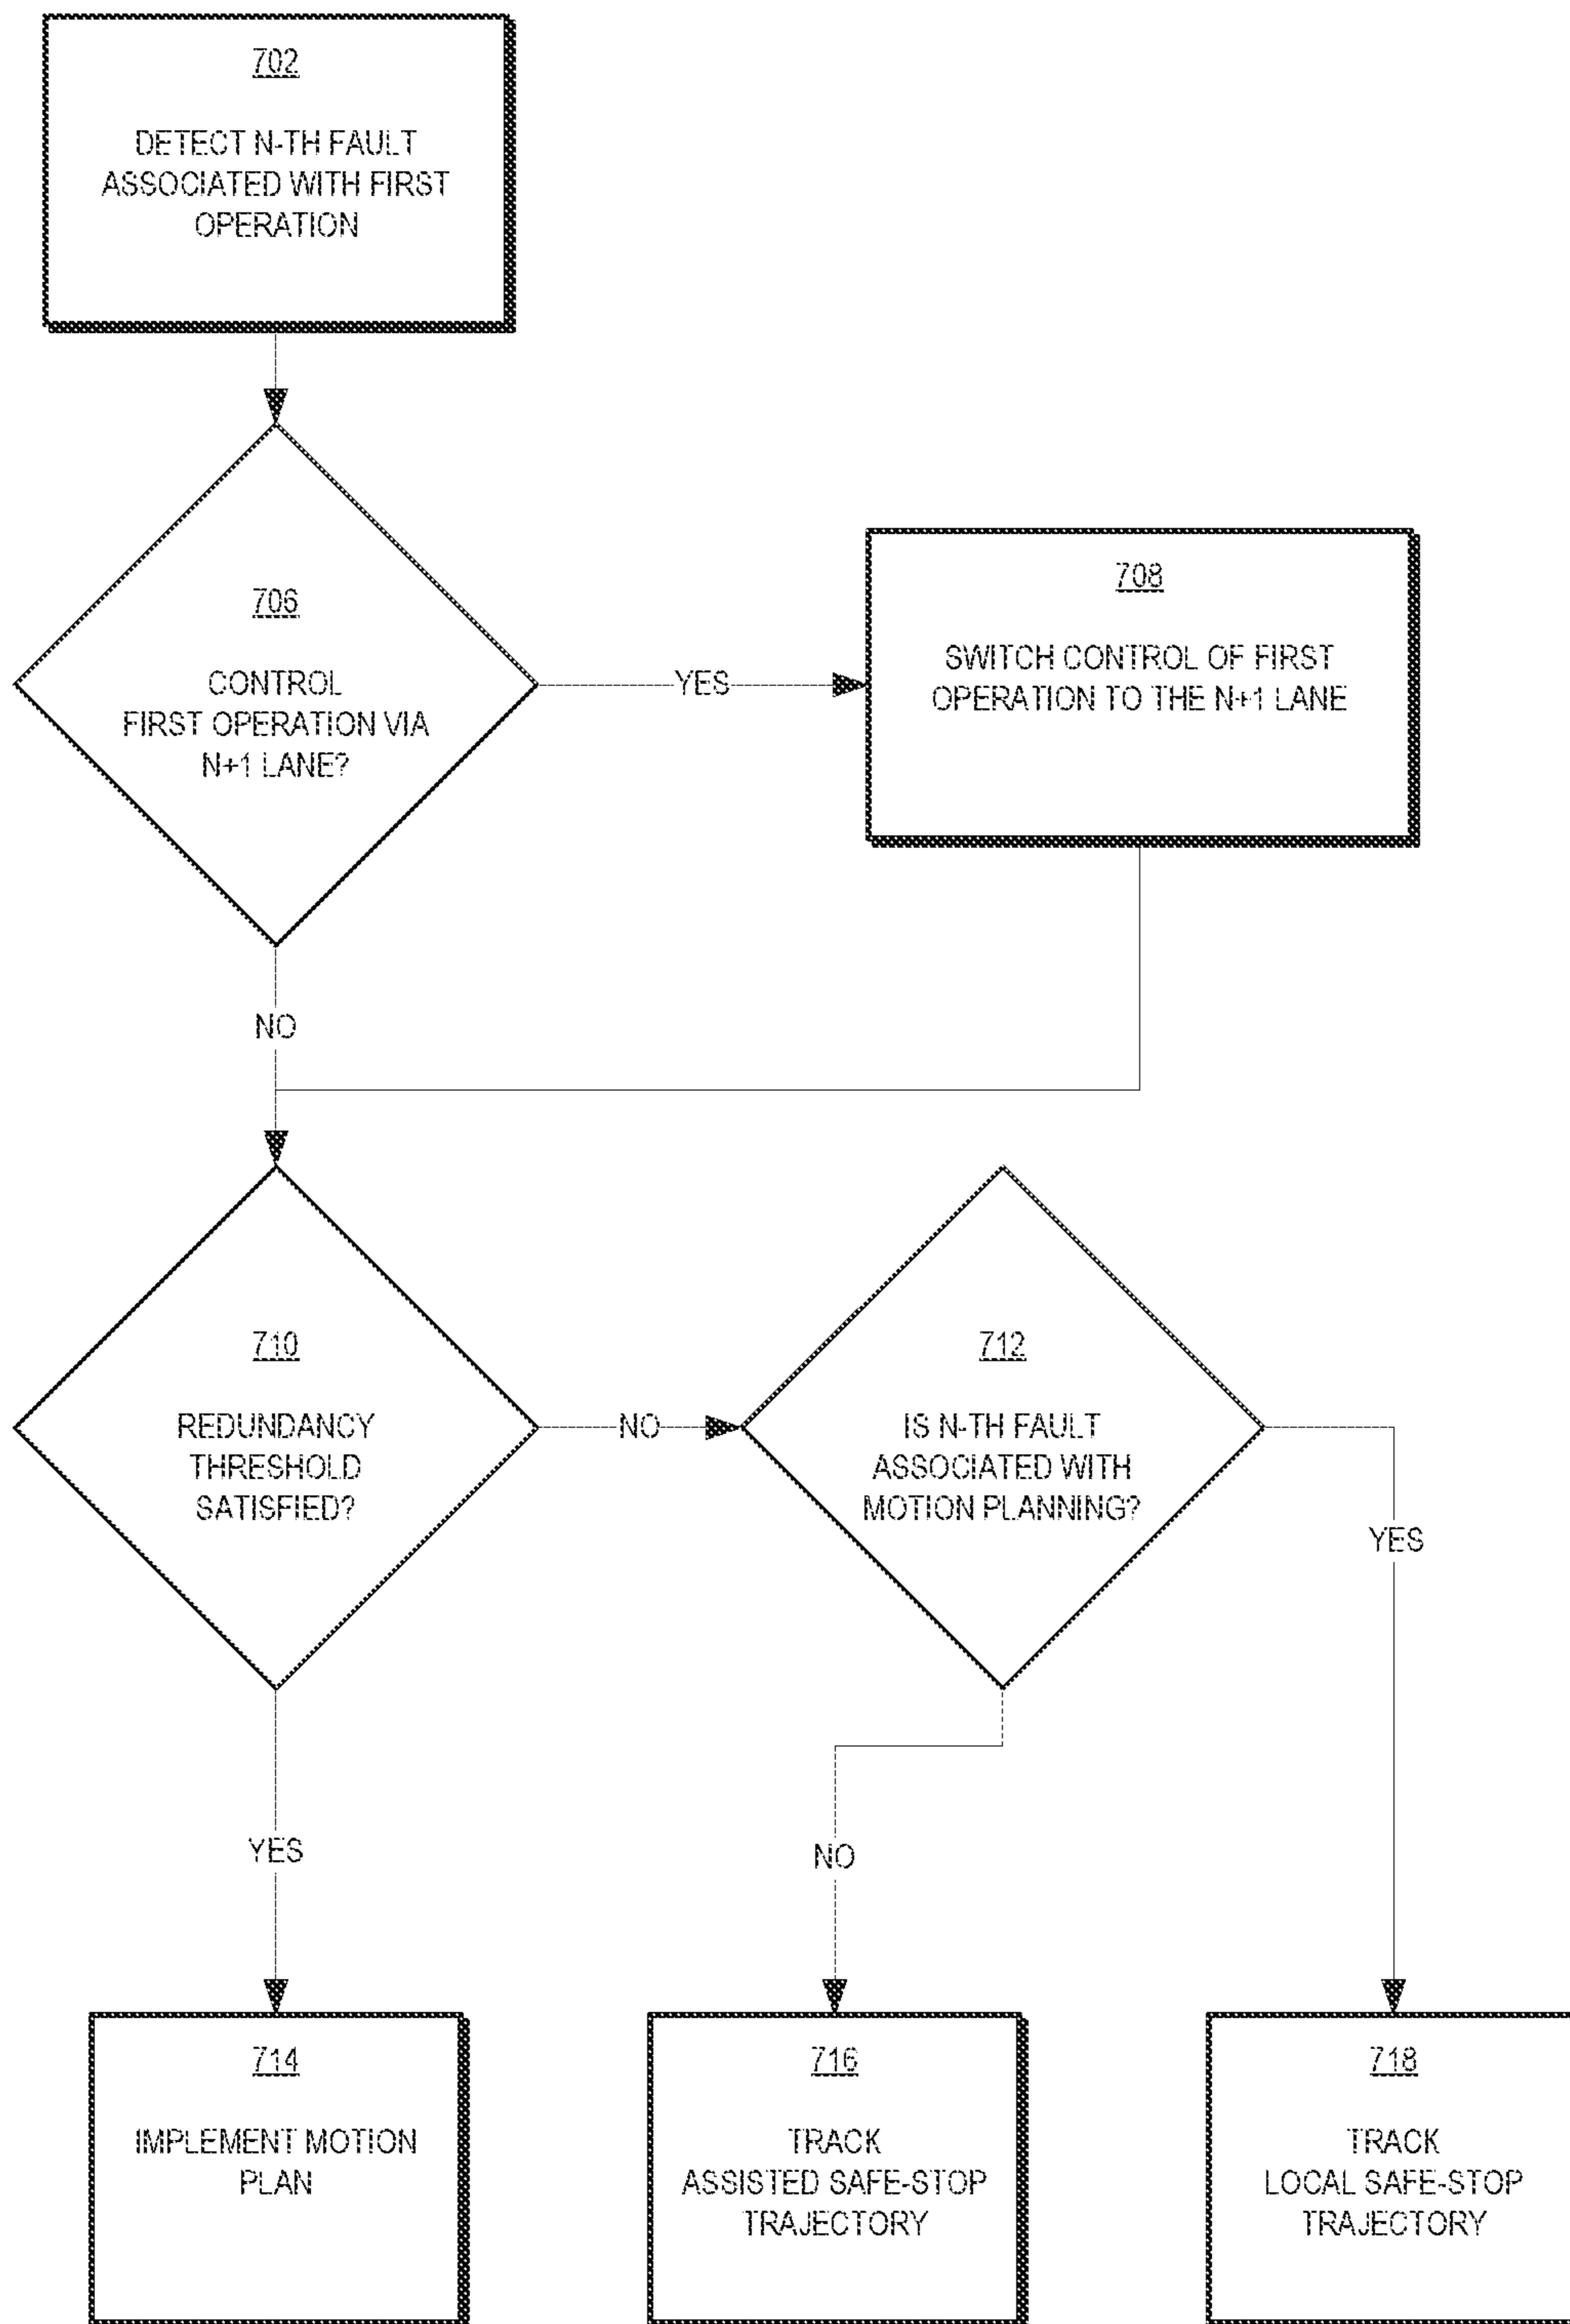 702
DETECT N-TH FAULT
ASSOCIATED WITH FIRST
OPERATION
706
CONTROL
FIRST OPERATION VIA
N+1 LANE?
YES
708
SWITCH CONTROL OF FIRST
OPERATION TO THE N+1 LANE
NO
710
REDUNDANCY
THRESHOLD
SATISFIED?
NO
712
IS N-TH FAULT
ASSOCIATED WITH
MOTION PLANNING?
YES
YES
NO
714
IMPLEMENT MOTION
PLAN
716
TRACK
ASSISTED SAFE-STOP
TRAJECTORY
718
TRACK
LOCAL SAFE-STOP
TRAJECTORY